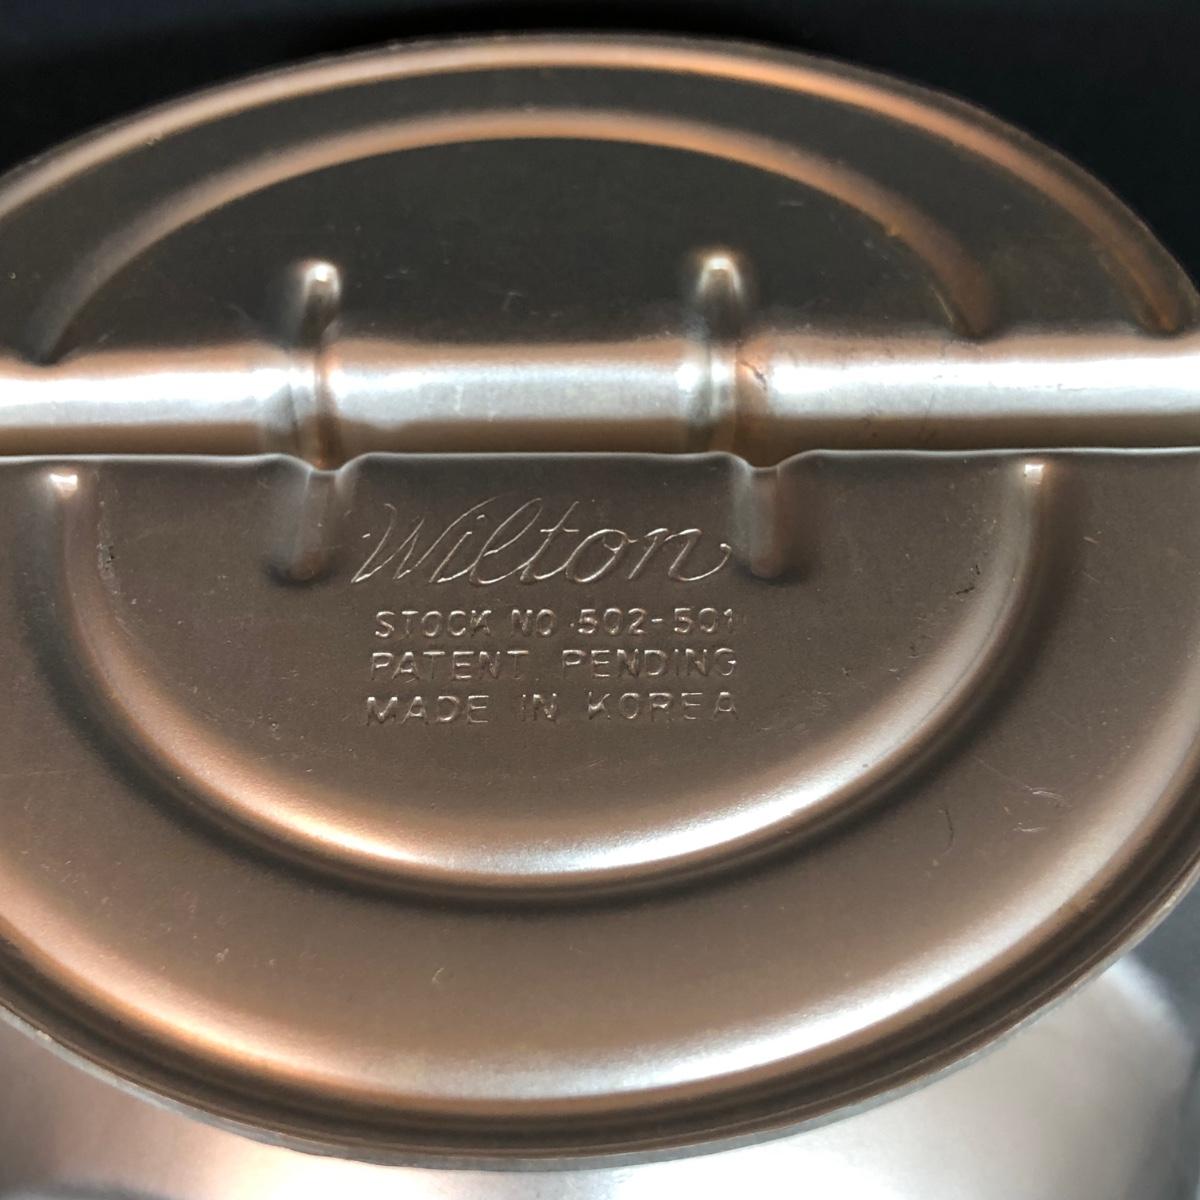 Wilton
STOCK NO 502-501
PATENT PENDING
MADE IN KOREA